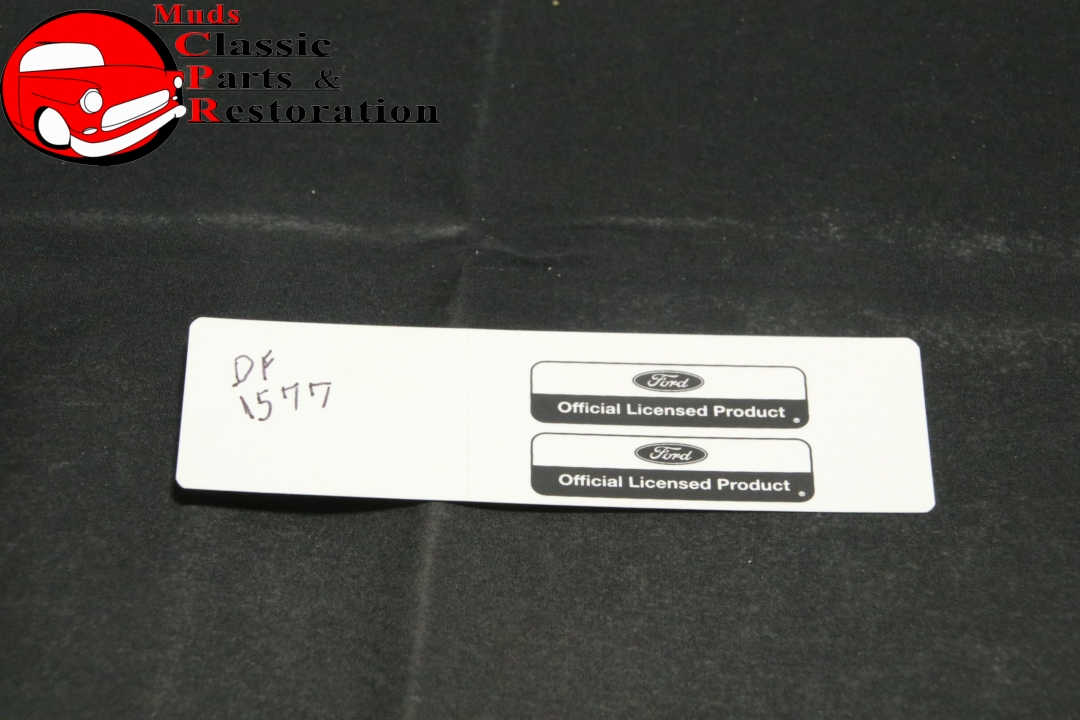 Muds
Classic
Parts &
Restoration
DF
1577
Ford
Official Licensed Product ®
Ford
Official Licensed Product ®